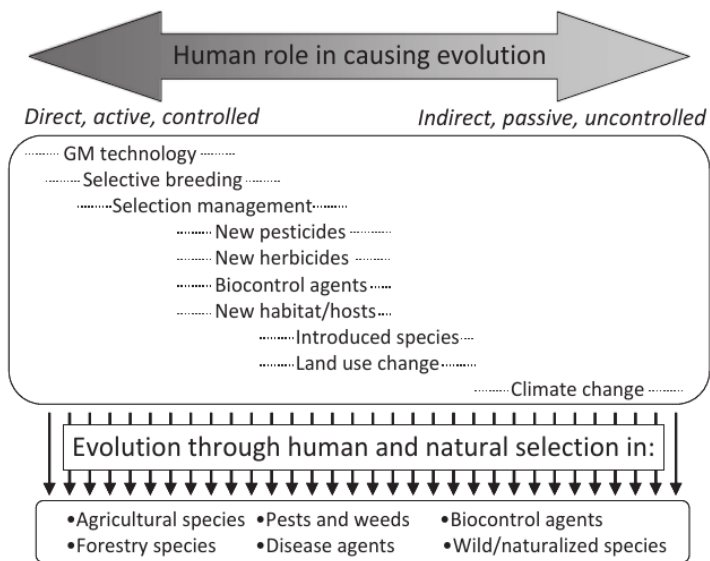 Human role in causing evolution
Direct, active, controlled
Indirect, passive, uncontrolled
GM technology
Selective breeding
Selection management
New pesticides
New herbicides
Biocontrol agents
New habitat/hosts
Introduced species
Land use change
Climate change
Evolution through human and natural selection in:
•Agricultural species •Pests and weeds •Biocontrol agents
•Forestry species •Disease agents •Wild/naturalized species